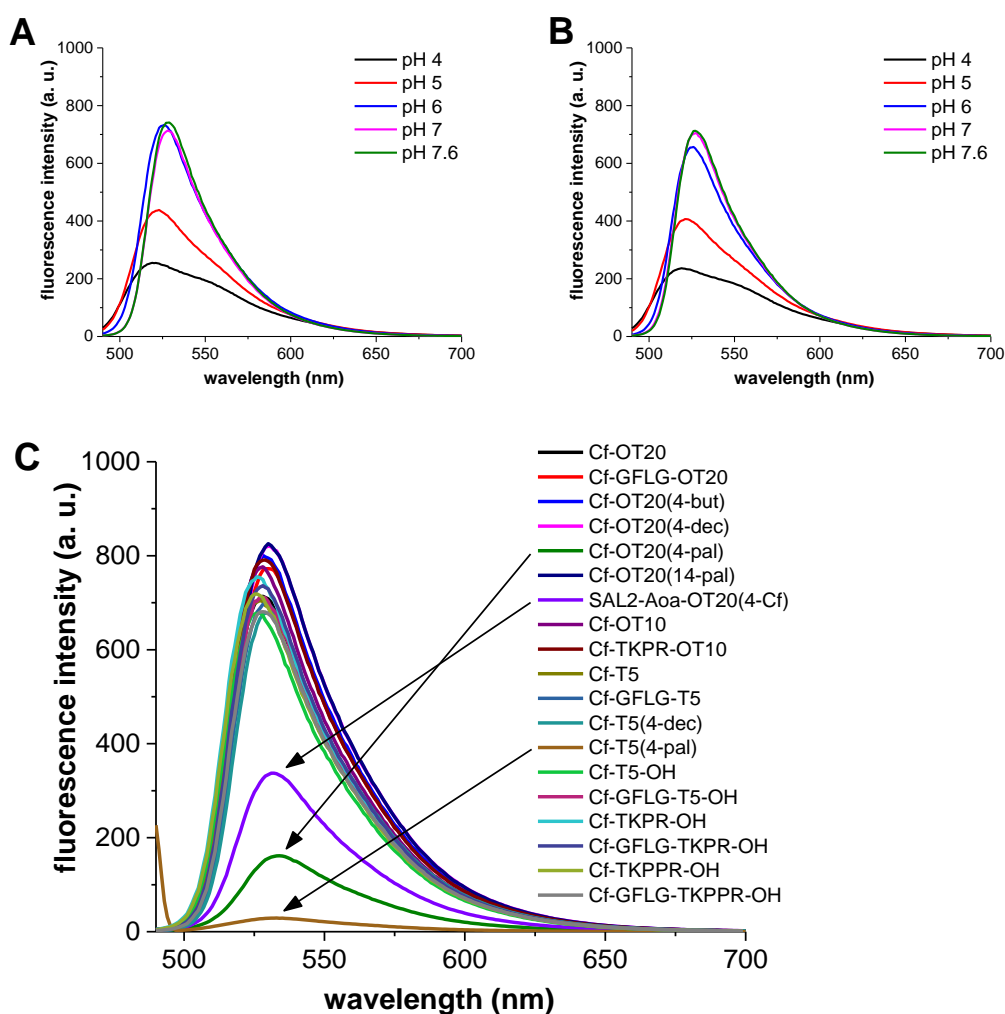 A
fluorescence intensity (a. u.)
1000
800
600
400
200
0
500
550
600
650
700
wavelength (nm)
pH 4
pH 5
pH 6
pH 7
pH 7.6
B
fluorescence intensity (a. u.)
1000
800
600
400
200
0
500
550
600
650
700
wavelength (nm)
pH 4
pH 5
pH 6
pH 7
pH 7.6
C
fluorescence intensity (a. u.)
1000
800
600
400
200
0
500
550
600
650
700
wavelength (nm)
Cf-OT20
Cf-GFLG-OT20
Cf-OT20(4-but)
Cf-OT20(4-dec)
Cf-OT20(4-pal)
Cf-OT20(14-pal)
SAL2-Aoa-OT20(4-Cf)
Cf-OT10
Cf-TKPR-OT10
Cf-T5
Cf-GFLG-T5
Cf-T5(4-dec)
Cf-T5(4-pal)
Cf-T5-OH
Cf-GFLG-T5-OH
Cf-TKPR-OH
Cf-GFLG-TKPR-OH
Cf-TKPPR-OH
Cf-GFLG-TKPPR-OH